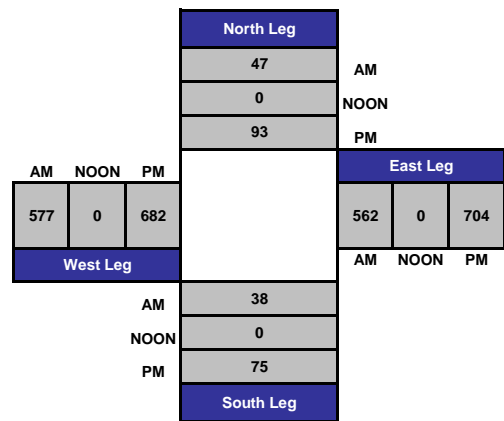 North Leg
47 AM
0 NOON
93 PM
AM NOON PM
East Leg
577 0 682
562 0 704
West Leg
AM NOON PM
AM 38
NOON 0
PM 75
South Leg